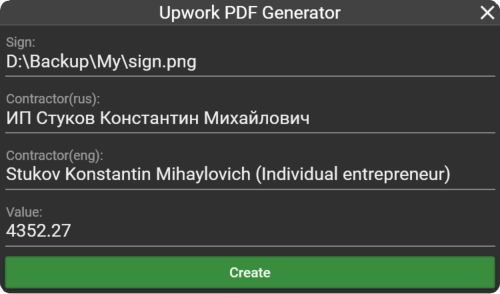 Upwork PDF Generator
Sign:
D:\Backup\My\sign.png
Contractor(rus):
ИП Стуков Константин Михайлович
Contractor(eng):
Stukov Konstantin Mihaylovich (Individual entrepreneur)
Value:
4352.27
Create